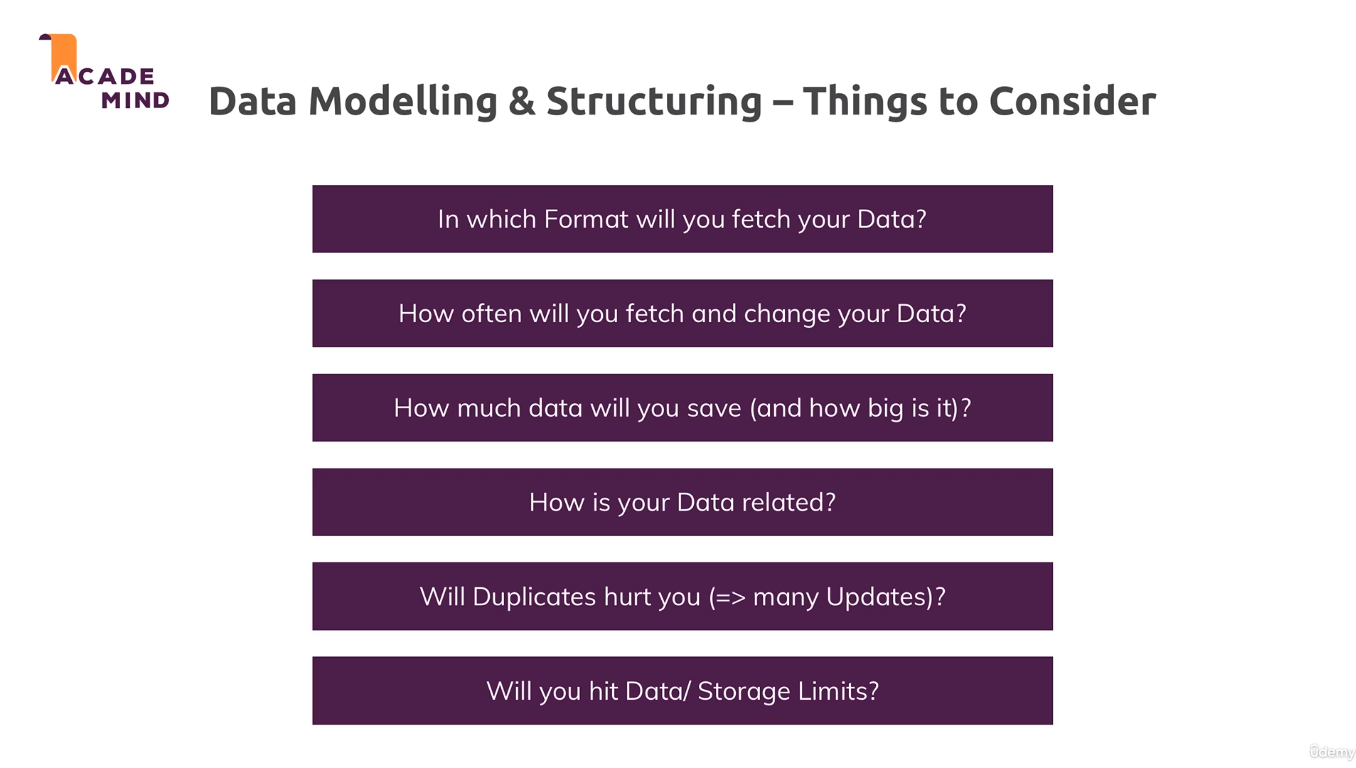 ACADE
MIND
Data Modelling & Structuring – Things to Consider
In which Format will you fetch your Data?
How often will you fetch and change your Data?
How much data will you save (and how big is it)?
How is your Data related?
Will Duplicates hurt you (=> many Updates)?
Will you hit Data/ Storage Limits?
ûdemy